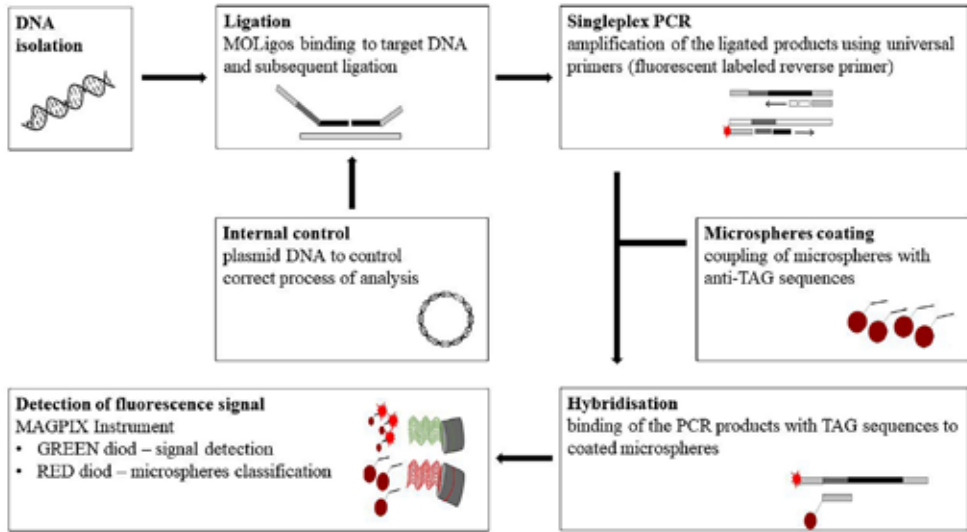 DNA
isolation
Ligation
MOLigos binding to target DNA
and subsequent ligation
Singleplex PCR
amplification of the ligated products using universal
primers (fluorescent labeled reverse primer)
Internal control
plasmid DNA to control
correct process of analysis
Microspheres coating
coupling of microspheres with
anti-TAG sequences
Detection of fluorescence signal
MAGPIX Instrument
• GREEN diod – signal detection
• RED diod – microspheres classification
Hybridisation
binding of the PCR products with TAG sequences to
coated microspheres